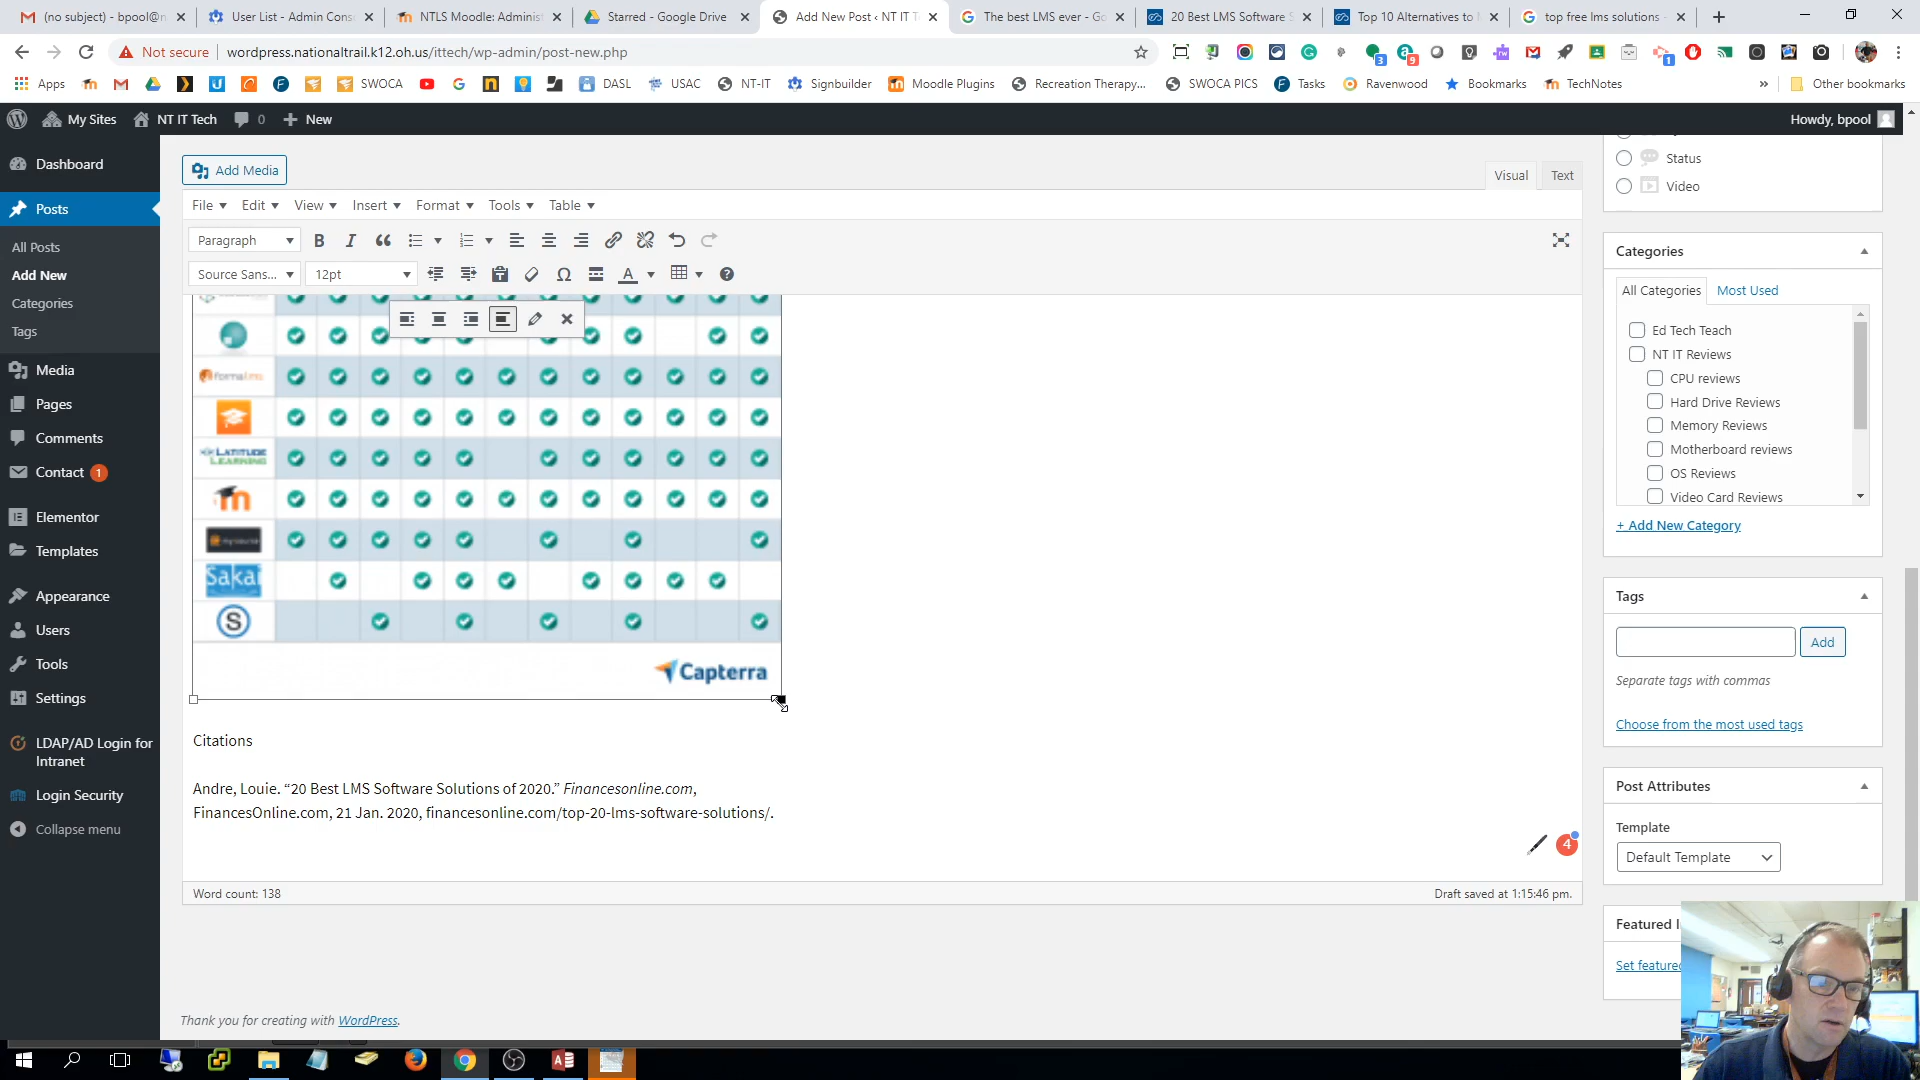 (no subject) - bpool@n
User List - Admin Cons
NTLS Moodle: Administ
Starred - Google Drive
Add New Post ‹ NT IT T
The best LMS ever - Go
20 Best LMS Software S
Top 10 Alternatives to
top free lms solutions -
Not secure
wordpress.nationaltrail.k12.oh.us/ittech/wp-admin/post-new.php
Apps
SWOCA
DASL
USAC
NT-IT
Signbuilder
Moodle Plugins
Recreation Therapy...
SWOCA PICS
Tasks
Ravenwood
Bookmarks
TechNotes
»
Other bookmarks
My Sites
NT IT Tech
0
New
Howdy, bpool
Dashboard
Posts
All Posts
Add New
Categories
Tags
Media
Pages
Comments
Contact 1
Elementor
Templates
Appearance
Users
Tools
Settings
LDAP/AD Login for
Intranet
Login Security
Collapse menu
Add Media
Visual
Text
File
Edit
View
Insert
Format
Tools
Table
Paragraph
Source Sans...
12pt
forma.lms
LATITUDE
LEARNING
Sakai
S
Capterra
Citations
Andre, Louie. “20 Best LMS Software Solutions of 2020.” Financesonline.com,
FinancesOnline.com, 21 Jan. 2020, financesonline.com/top-20-lms-software-solutions/.
4
Word count: 138
Draft saved at 1:15:46 pm.
Thank you for creating with WordPress.
Status
Video
Categories
All Categories
Most Used
Ed Tech Teach
NT IT Reviews
CPU reviews
Hard Drive Reviews
Memory Reviews
Motherboard reviews
OS Reviews
Video Card Reviews
+ Add New Category
Tags
Add
Separate tags with commas
Choose from the most used tags
Post Attributes
Template
Default Template
Featured I
Set feature